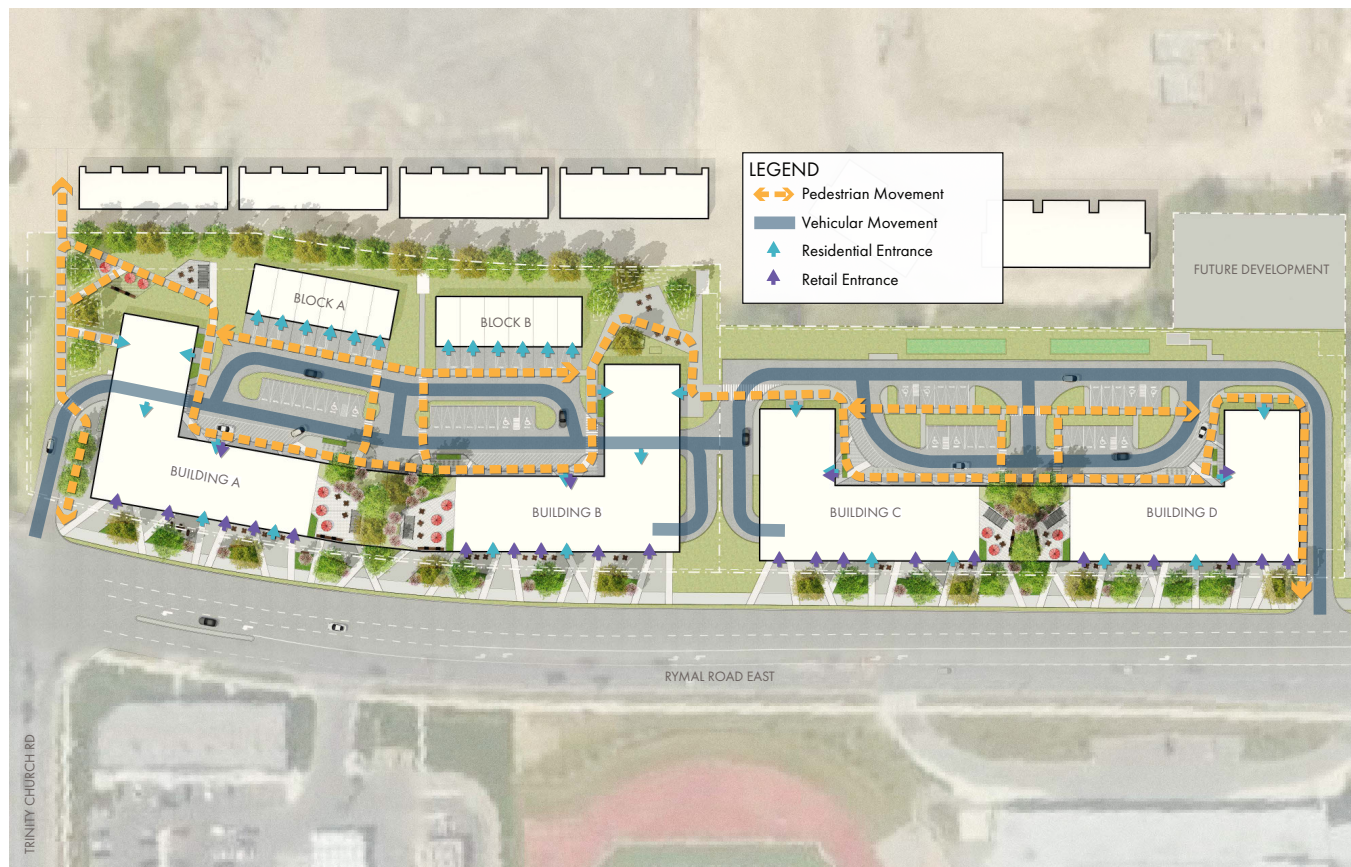 LEGEND
Pedestrian Movement
Vehicular Movement
Residential Entrance
Retail Entrance
FUTURE DEVELOPMENT
BLOCK A
BLOCK B
BUILDING A
BUILDING B
BUILDING C
BUILDING D
RYMAL ROAD EAST
TRINITY CHURCH RD